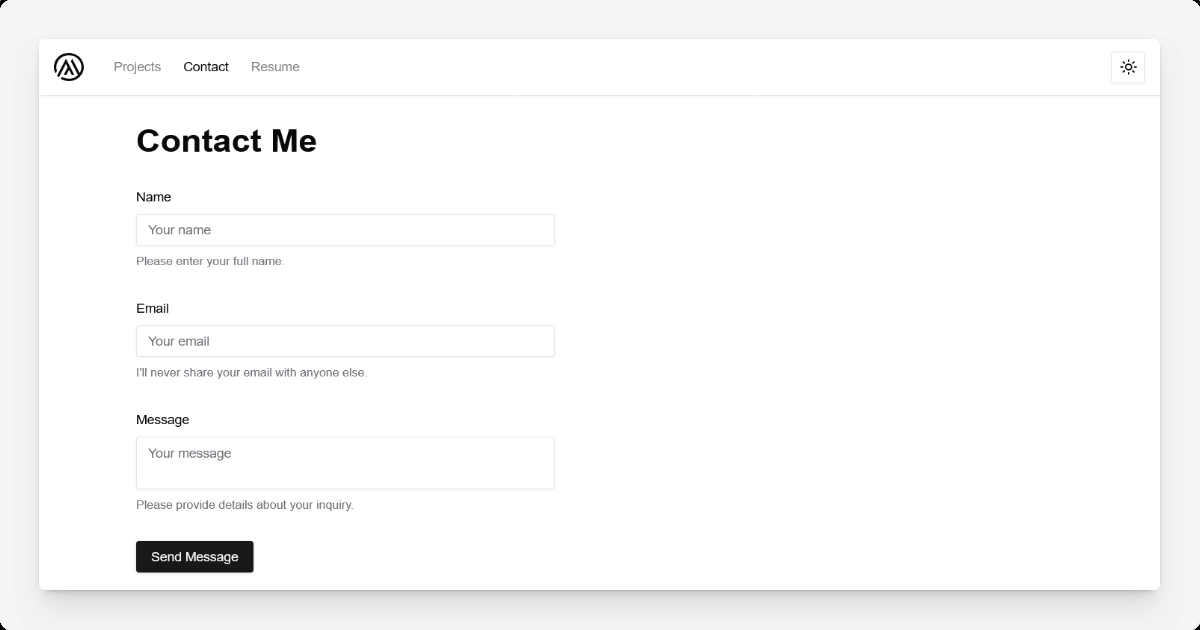 Projects Contact Resume
Contact Me
Name
Your name
Please enter your full name.
Email
Your email
I'll never share your email with anyone else.
Message
Your message
Please provide details about your inquiry.
Send Message